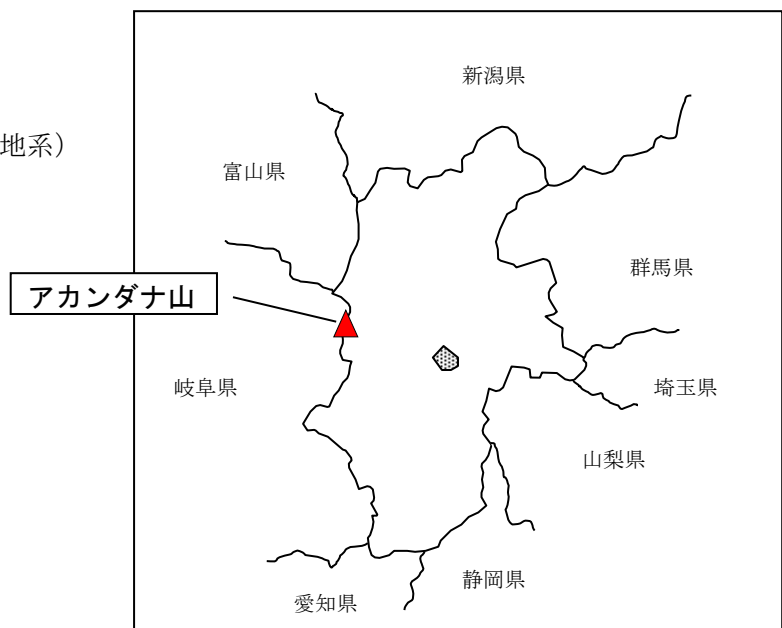 新潟県
地系）
富山県
群馬県
アカンダナ山
岐阜県
埼玉県
山梨県
静岡県
愛知県